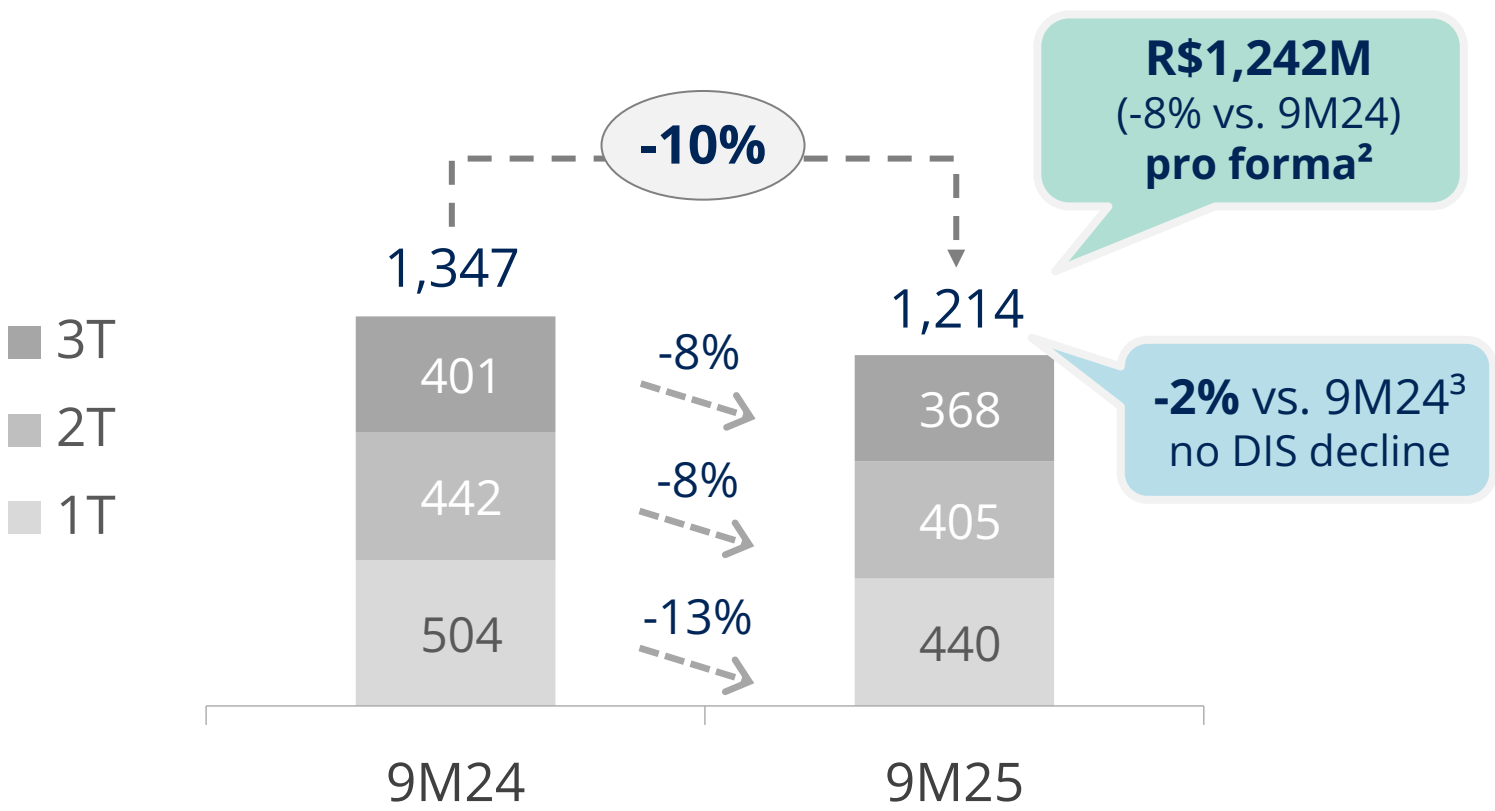 R$1,242M
(-8% vs. 9M24)
pro forma²
-10%
1,347
1,214
3T
2T
1T
401
442
504
-8%
-8%
-13%
368
405
440
-2% vs. 9M24³
no DIS decline
9M24
9M25